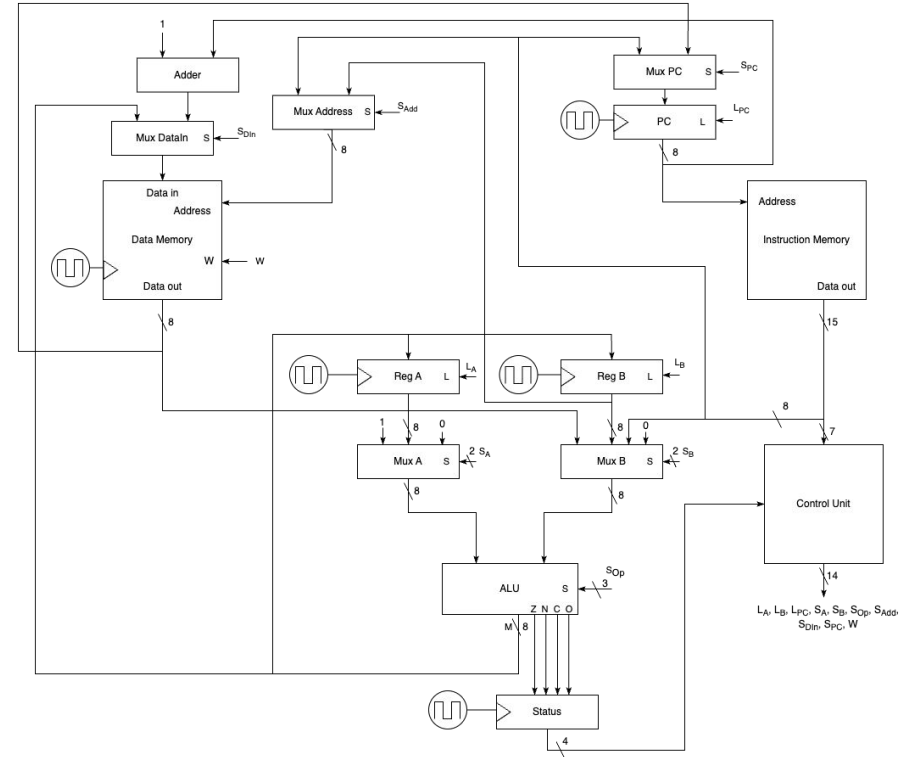 1
Adder
Mux PC S
S_PC
Mux Address S
S_Add
PC L
L_PC
Mux DataIn S
S_DIn
8
8
Data in
Address
Data Memory
W W
Data out
Address
Instruction Memory
Data out
8
15
Reg A L
L_A
Reg B L
L_B
8
1 8 0
8 0
7
Mux A S
2 S_A
Mux B S
2 S_B
Control Unit
8
8
ALU S
S_Op
3
Z N C O
M 8
14
L_A, L_B, L_PC, S_A, S_B, S_Op, S_Add,
S_DIn, S_PC, W
Status
4